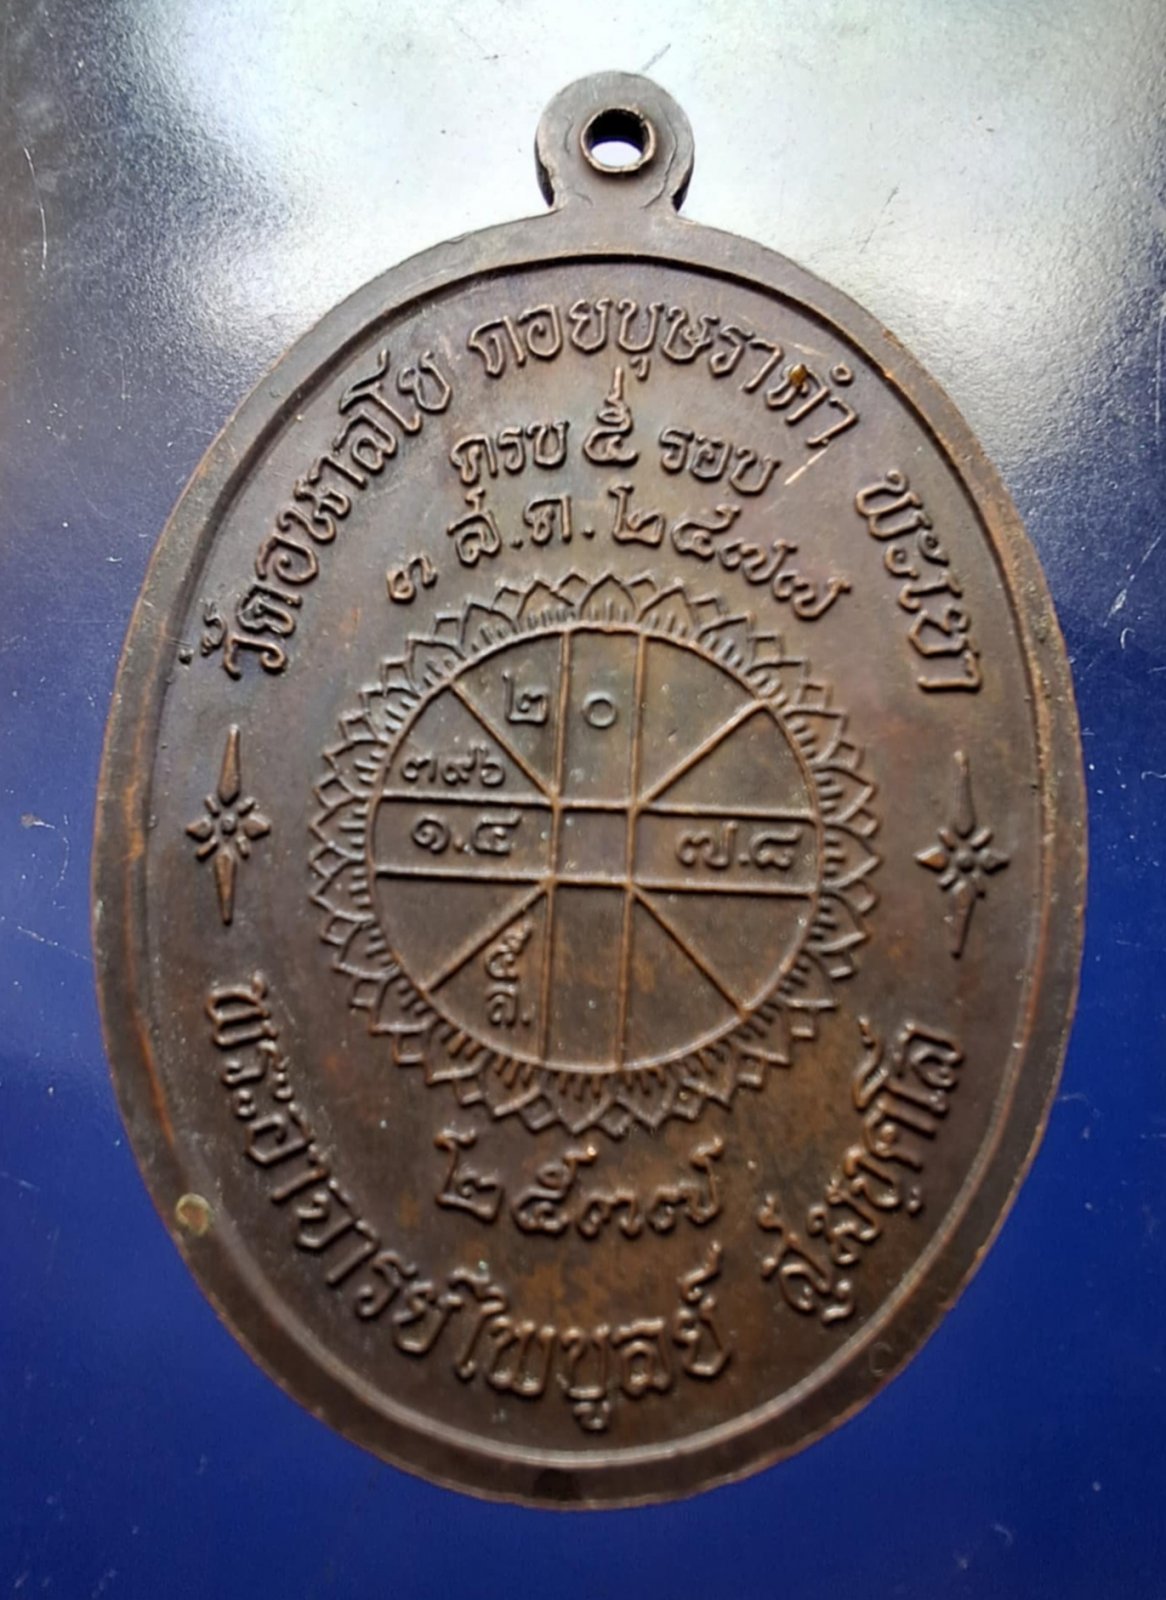 วัดอนาลโย ดอยบุษราคำ พะเยา
ครบ ๕ รอบ
๓ ส.ค. ๒๔๗๗
๒ ๐
๓๙๖
๑.๔ ๗.๘
๕
ล.
๒๕๓๗
พระอาจารย์ไพบูลย์ สุมงฺคโล